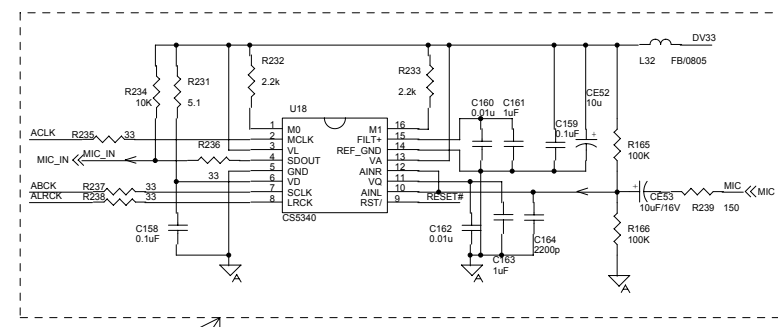 DV33
L32 FB/0805
R232
2.2k
R233
2.2k
R234
10K
R231
5.1
CE52
10u
C160
0.01u
C161
1uF
C159
0.1uF
U18
1 M0 M1 16
2 MCLK FILT+ 15
3 VL REF_GND 14
4 SDOUT VA 13
5 GND AINR 12
6 VD VQ 11
7 SCLK AINL 10
8 LRCK RST/ 9
CS5340
ACLK R235 33
MIC_IN MIC_IN R236
33
ABCK R237 33
ALRCK R238 33
RESET#
R165
100K
R166
100K
CE53
10uF/16V
R239 150
MIC MIC
C158
0.1uF
C162
0.01u
C163
1uF
C164
2200p
A
A
A